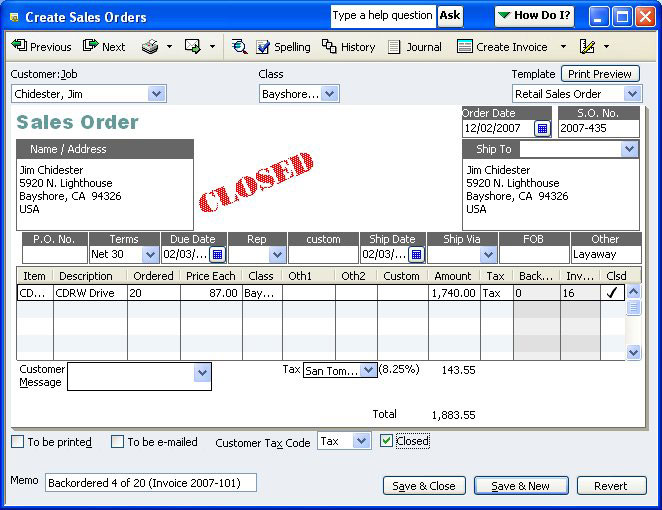 Create Sales Orders
Type a help question Ask
How Do I?
Previous Next Spelling History Journal Create Invoice
Customer:Job Class Template Print Preview
Chidester, Jim Bayshore... Retail Sales Order
Sales Order
Order Date S.O. No.
12/02/2007 2007-435
Name / Address Ship To
Jim Chidester
5920 N. Lighthouse
Bayshore, CA 94326
USA
CLOSED
Jim Chidester
5920 N. Lighthouse
Bayshore, CA 94326
USA
P.O. No. Terms Due Date Rep custom Ship Date Ship Via FOB Other
Net 30 02/03/... 02/03/... Layaway
Item Description Ordered Price Each Class Oth1 Oth2 Custom Amount Tax Back... Inv... Clsd
CD... CDRW Drive 20 87.00 Bay... 1,740.00 Tax 0 16
Customer Message
Tax San Tom... (8.25%) 143.55
Total 1,883.55
To be printed To be e-mailed Customer Tax Code Tax Closed
Memo Backordered 4 of 20 (Invoice 2007-101)
Save & Close Save & New Revert